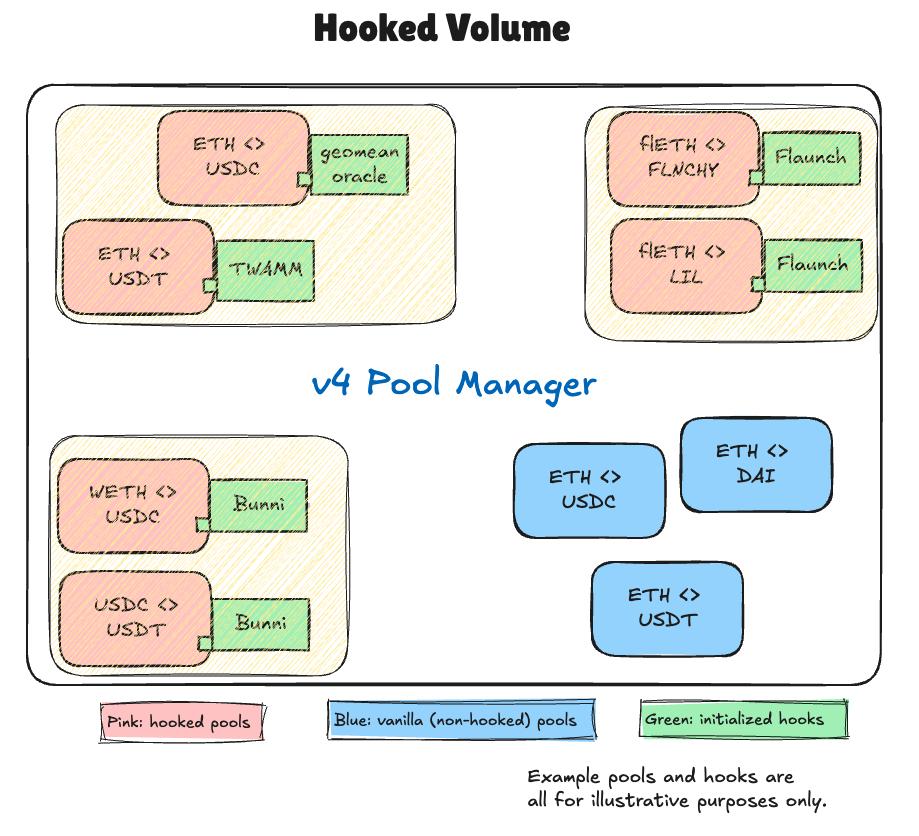 Hooked Volume
ETH <>
USDC
geomean
oracle
ETH <>
USDT
TWAMM
flETH <>
FLNCHY
Flaunch
flETH <>
LIL
Flaunch
v4 Pool Manager
WETH <>
USDC
Bunni
USDC <>
USDT
Bunni
ETH <>
USDC
ETH <>
DAI
ETH <>
USDT
Pink: hooked pools
Blue: vanilla (non-hooked) pools
Green: initialized hooks
Example pools and hooks are
all for illustrative purposes only.